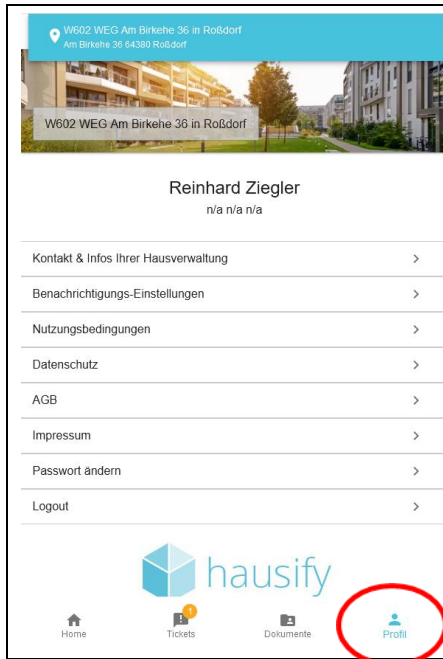 W602 WEG Am Birkehe 36 in Roßdorf
Am Birkehe 36 64380 Roßdorf
W602 WEG Am Birkehe 36 in Roßdorf
Reinhard Ziegler
n/a n/a n/a
Kontakt & Infos Ihrer Hausverwaltung
Benachrichtigungs-Einstellungen
Nutzungsbedingungen
Datenschutz
AGB
Impressum
Passwort ändern
Logout
hausify
1
Home Tickets Dokumente Profil